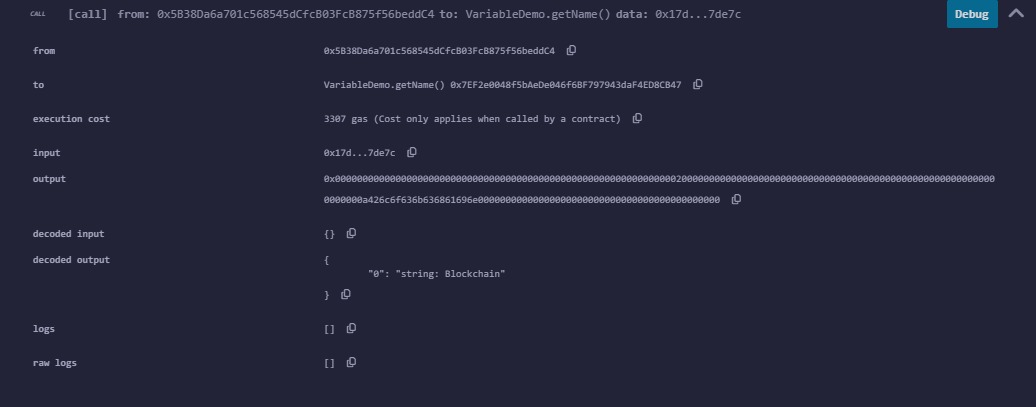 CALL [call] from: 0x5B38Da6a701c568545dCfcB03FcB875f56beddC4 to: VariableDemo.getName() data: 0x17d...7de7c Debug
from 0x5B38Da6a701c568545dCfcB03FcB875f56beddC4
to VariableDemo.getName() 0x7EF2e0048f5bAeDe046f6BF797943daF4ED8CB47
execution cost 3307 gas (Cost only applies when called by a contract)
input 0x17d...7de7c
output 0x000000000000000000000000000000000000000000000000000000000000002000000000000000000000000000000000000000000000000000000000
0000000a426c6f636b636861696e00000000000000000000000000000000000000000000
decoded input {}
decoded output {
"0": "string: Blockchain"
}
logs []
raw logs []